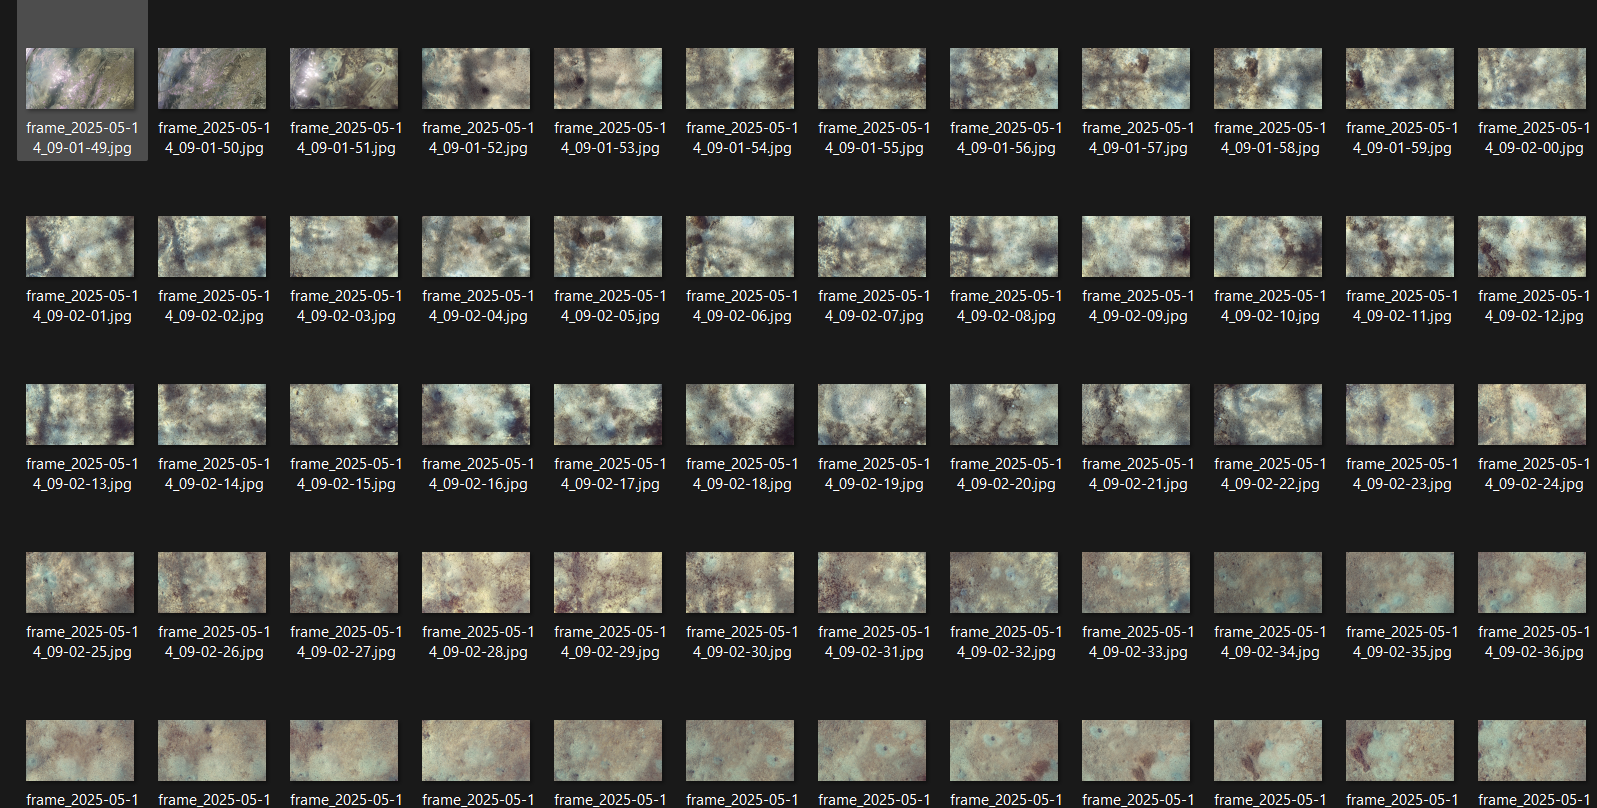 frame_2025-05-1 frame_2025-05-1 frame_2025-05-1 frame_2025-05-1 frame_2025-05-1 frame_2025-05-1 frame_2025-05-1 frame_2025-05-1 frame_2025-05-1 frame_2025-05-1 frame_2025-05-1 frame_2025-05-1
4_09-01-49.jpg 4_09-01-50.jpg 4_09-01-51.jpg 4_09-01-52.jpg 4_09-01-53.jpg 4_09-01-54.jpg 4_09-01-55.jpg 4_09-01-56.jpg 4_09-01-57.jpg 4_09-01-58.jpg 4_09-01-59.jpg 4_09-02-00.jpg
frame_2025-05-1 frame_2025-05-1 frame_2025-05-1 frame_2025-05-1 frame_2025-05-1 frame_2025-05-1 frame_2025-05-1 frame_2025-05-1 frame_2025-05-1 frame_2025-05-1 frame_2025-05-1 frame_2025-05-1
4_09-02-01.jpg 4_09-02-02.jpg 4_09-02-03.jpg 4_09-02-04.jpg 4_09-02-05.jpg 4_09-02-06.jpg 4_09-02-07.jpg 4_09-02-08.jpg 4_09-02-09.jpg 4_09-02-10.jpg 4_09-02-11.jpg 4_09-02-12.jpg
frame_2025-05-1 frame_2025-05-1 frame_2025-05-1 frame_2025-05-1 frame_2025-05-1 frame_2025-05-1 frame_2025-05-1 frame_2025-05-1 frame_2025-05-1 frame_2025-05-1 frame_2025-05-1 frame_2025-05-1
4_09-02-13.jpg 4_09-02-14.jpg 4_09-02-15.jpg 4_09-02-16.jpg 4_09-02-17.jpg 4_09-02-18.jpg 4_09-02-19.jpg 4_09-02-20.jpg 4_09-02-21.jpg 4_09-02-22.jpg 4_09-02-23.jpg 4_09-02-24.jpg
frame_2025-05-1 frame_2025-05-1 frame_2025-05-1 frame_2025-05-1 frame_2025-05-1 frame_2025-05-1 frame_2025-05-1 frame_2025-05-1 frame_2025-05-1 frame_2025-05-1 frame_2025-05-1 frame_2025-05-1
4_09-02-25.jpg 4_09-02-26.jpg 4_09-02-27.jpg 4_09-02-28.jpg 4_09-02-29.jpg 4_09-02-30.jpg 4_09-02-31.jpg 4_09-02-32.jpg 4_09-02-33.jpg 4_09-02-34.jpg 4_09-02-35.jpg 4_09-02-36.jpg
frame_2025-05-1 frame_2025-05-1 frame_2025-05-1 frame_2025-05-1 frame_2025-05-1 frame_2025-05-1 frame_2025-05-1 frame_2025-05-1 frame_2025-05-1 frame_2025-05-1 frame_2025-05-1 frame_2025-05-1